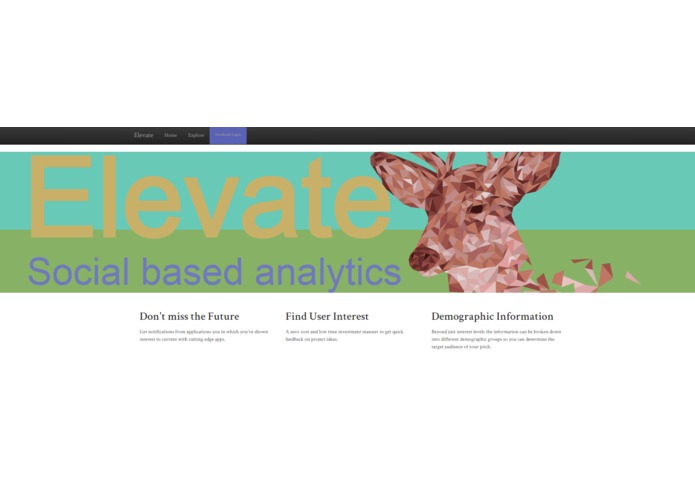 Elevate
Home
Explore
Facebook Login
Elevate
Social based analytics
Don't miss the Future
Get notifications from applications you in which you've shown
interest to current with cutting edge apps.
Find User Interest
A zero cost and low time investment manner to get quick
feedback on project ideas.
Demographic Information
Beyond just interest levels the information can be broken down
into different demographic groups so you can determine the
target audience of your pitch.